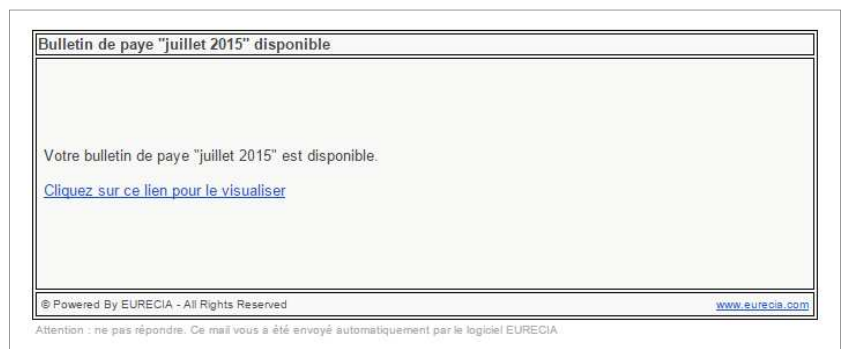 Bulletin de paye "juillet 2015" disponible
Votre bulletin de paye "juillet 2015" est disponible.
Cliquez sur ce lien pour le visualiser
© Powered By EURECIA - All Rights Reserved www.eurecia.com
Attention : ne pas répondre. Ce mail vous a été envoyé automatiquement par le logiciel EURECIA